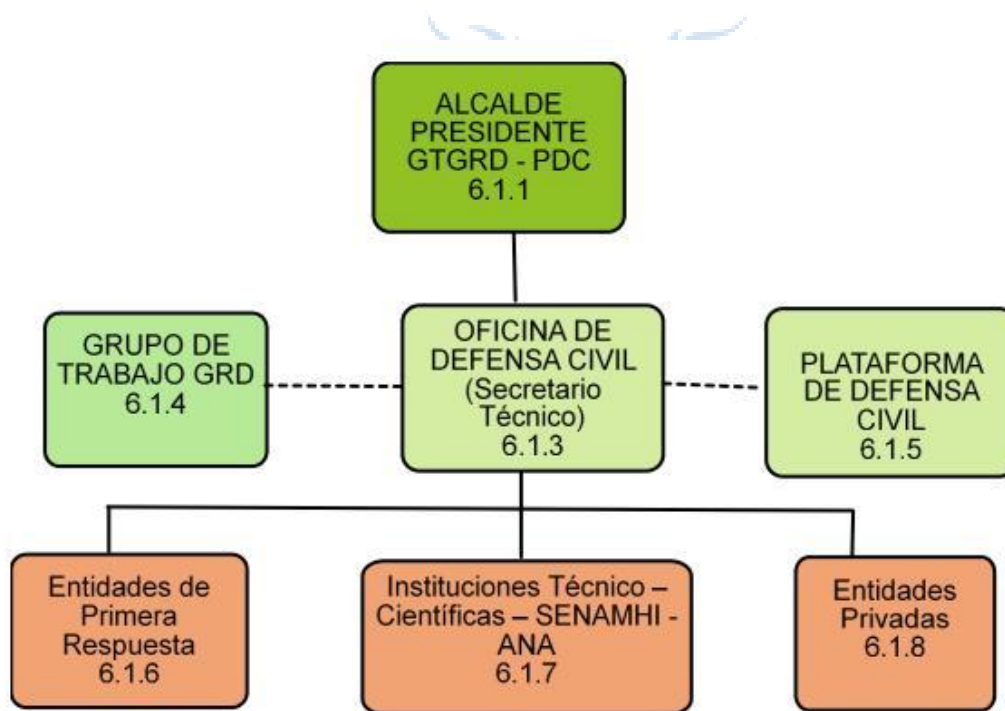 ALCALDE
PRESIDENTE
GTGRD - PDC
6.1.1
GRUPO DE
TRABAJO GRD
6.1.4
OFICINA DE
DEFENSA CIVIL
(Secretario
Técnico)
6.1.3
PLATAFORMA
DE DEFENSA
CIVIL
6.1.5
Entidades de
Primera
Respuesta
6.1.6
Instituciones Técnico –
Científicas – SENAMHI -
ANA
6.1.7
Entidades
Privadas
6.1.8